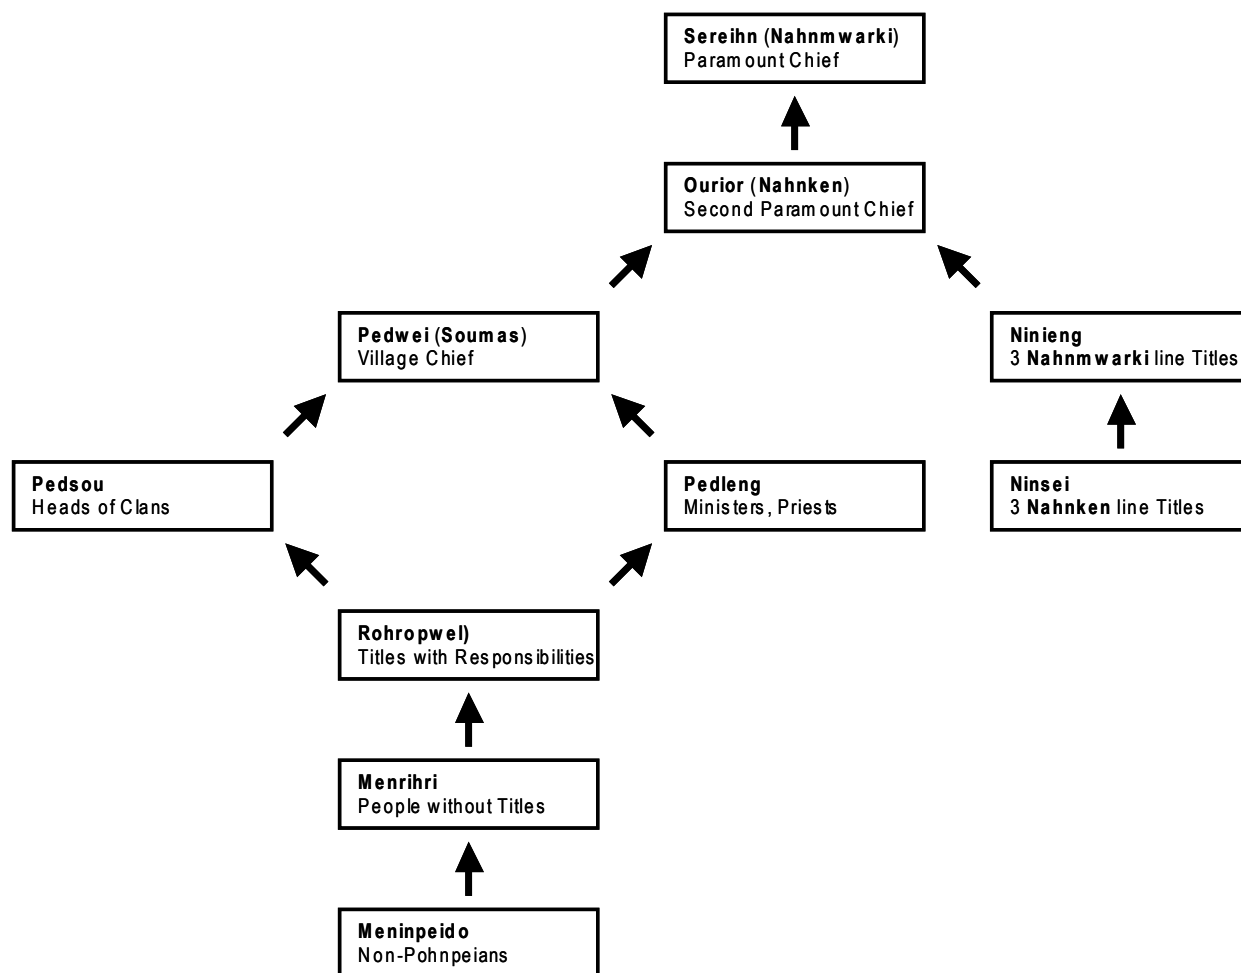 Sereihn (Nahnmwarki)
Paramount Chief
Ourior (Nahnken)
Second Paramount Chief
Pedwei (Soumas)
Village Chief
Ninieng
3 Nahnmwarki line Titles
Pedsou
Heads of Clans
Pedleng
Ministers, Priests
Ninsei
3 Nahnken line Titles
Rohropwel)
Titles with Responsibilities
Menrihri
People without Titles
Meninpeido
Non-Pohnpeians